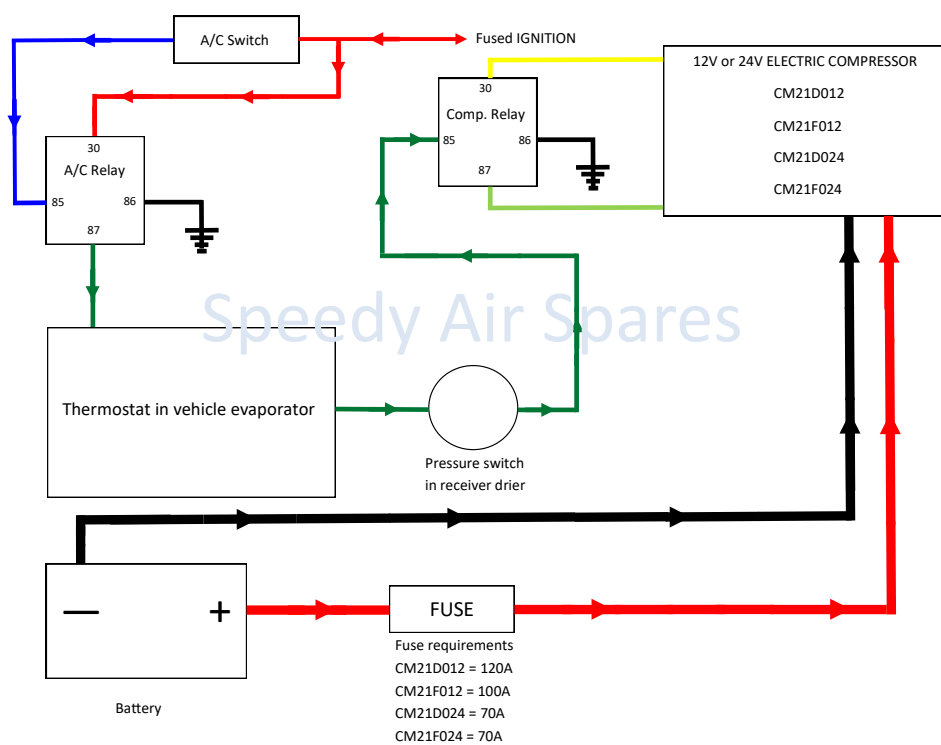 A/C Switch
Fused IGNITION
30
A/C Relay
85
86
87
30
Comp. Relay
85
86
87
12V or 24V ELECTRIC COMPRESSOR
CM21D012
CM21F012
CM21D024
CM21F024
Speedy Air Spares
Thermostat in vehicle evaporator
Pressure switch
in receiver drier
—
+
Battery
FUSE
Fuse requirements
CM21D012 = 120A
CM21F012 = 100A
CM21D024 = 70A
CM21F024 = 70A